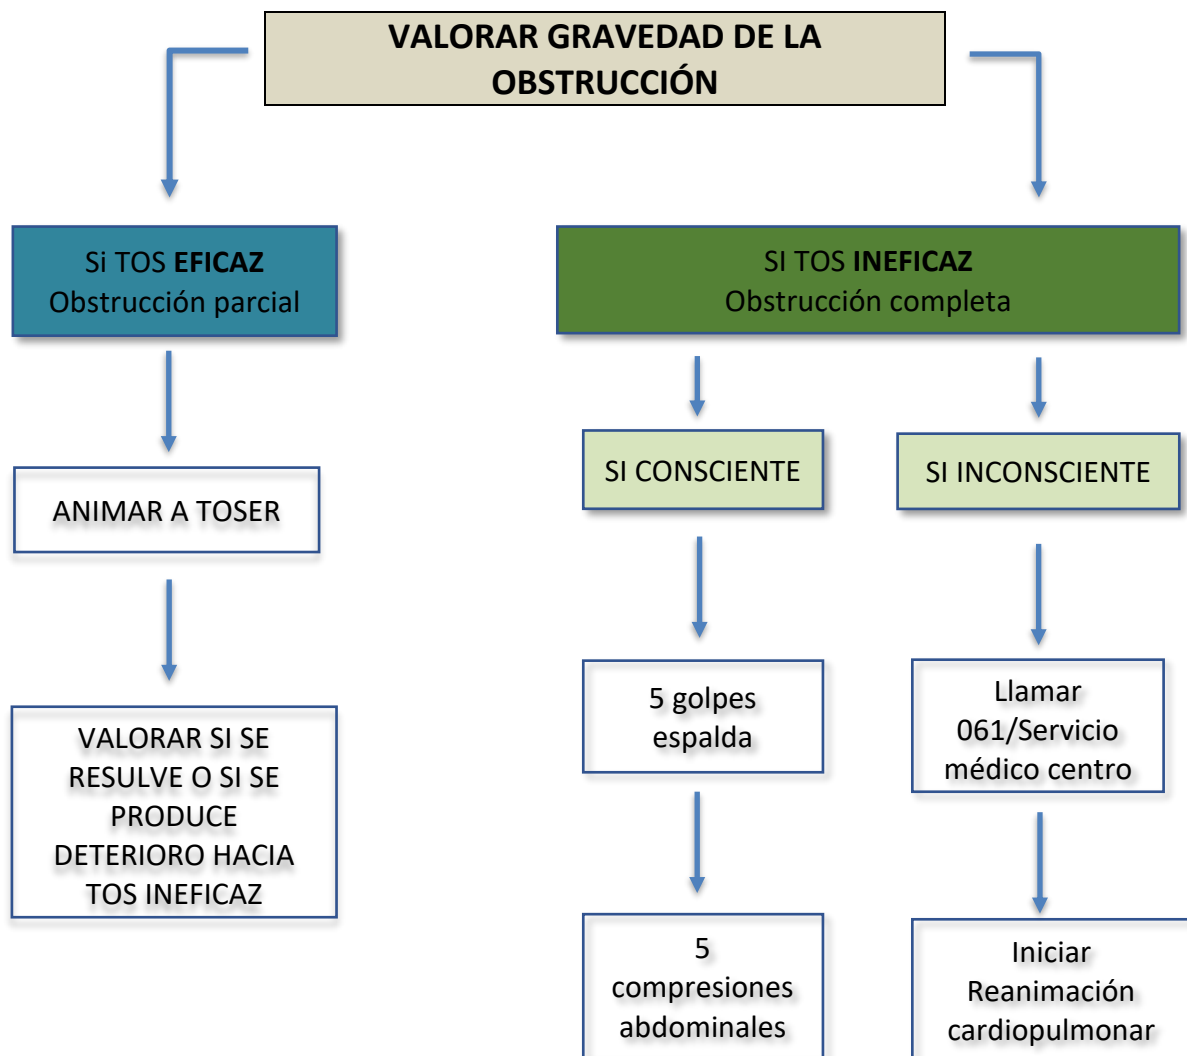 VALORAR GRAVEDAD DE LA
OBSTRUCCIÓN
Si TOS EFICAZ
Obstrucción parcial
SI TOS INEFICAZ
Obstrucción completa
ANIMAR A TOSER
SI CONSCIENTE
SI INCONSCIENTE
VALORAR SI SE
RESULVE O SI SE
PRODUCE
DETERIORO HACIA
TOS INEFICAZ
5 golpes
espalda
Llamar
061/Servicio
médico centro
5
compresiones
abdominales
Iniciar
Reanimación
cardiopulmonar